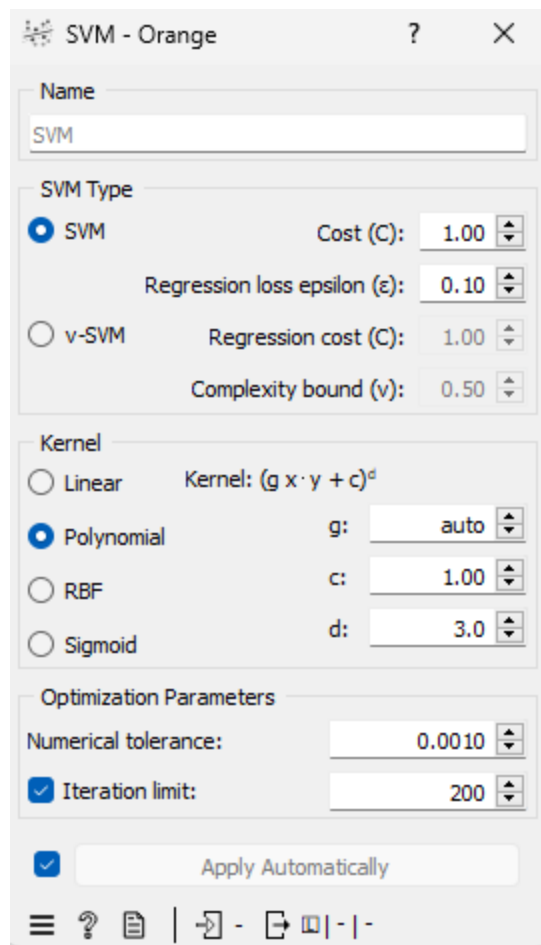 SVM - Orange ? ×
Name
SVM
SVM Type
SVM Cost (C): 1.00
Regression loss epsilon (ε): 0.10
ν-SVM Regression cost (C): 1.00
Complexity bound (ν): 0.50
Kernel
Linear Kernel: (g x·y + c)ᵈ
Polynomial g: auto
RBF c: 1.00
Sigmoid d: 3.0
Optimization Parameters
Numerical tolerance: 0.0010
Iteration limit: 200
Apply Automatically
≡ ? | - | - | -